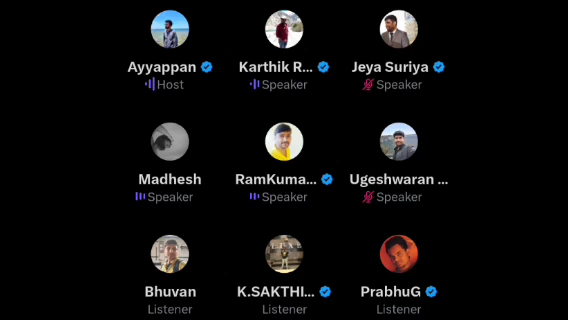 Ayyappan Karthik R... Jeya Suriya
Host Speaker Speaker
Madhesh RamKuma... Ugeshwaran ...
Speaker Speaker Speaker
Bhuvan K.SAKTHI... PrabhuG
Listener Listener Listener